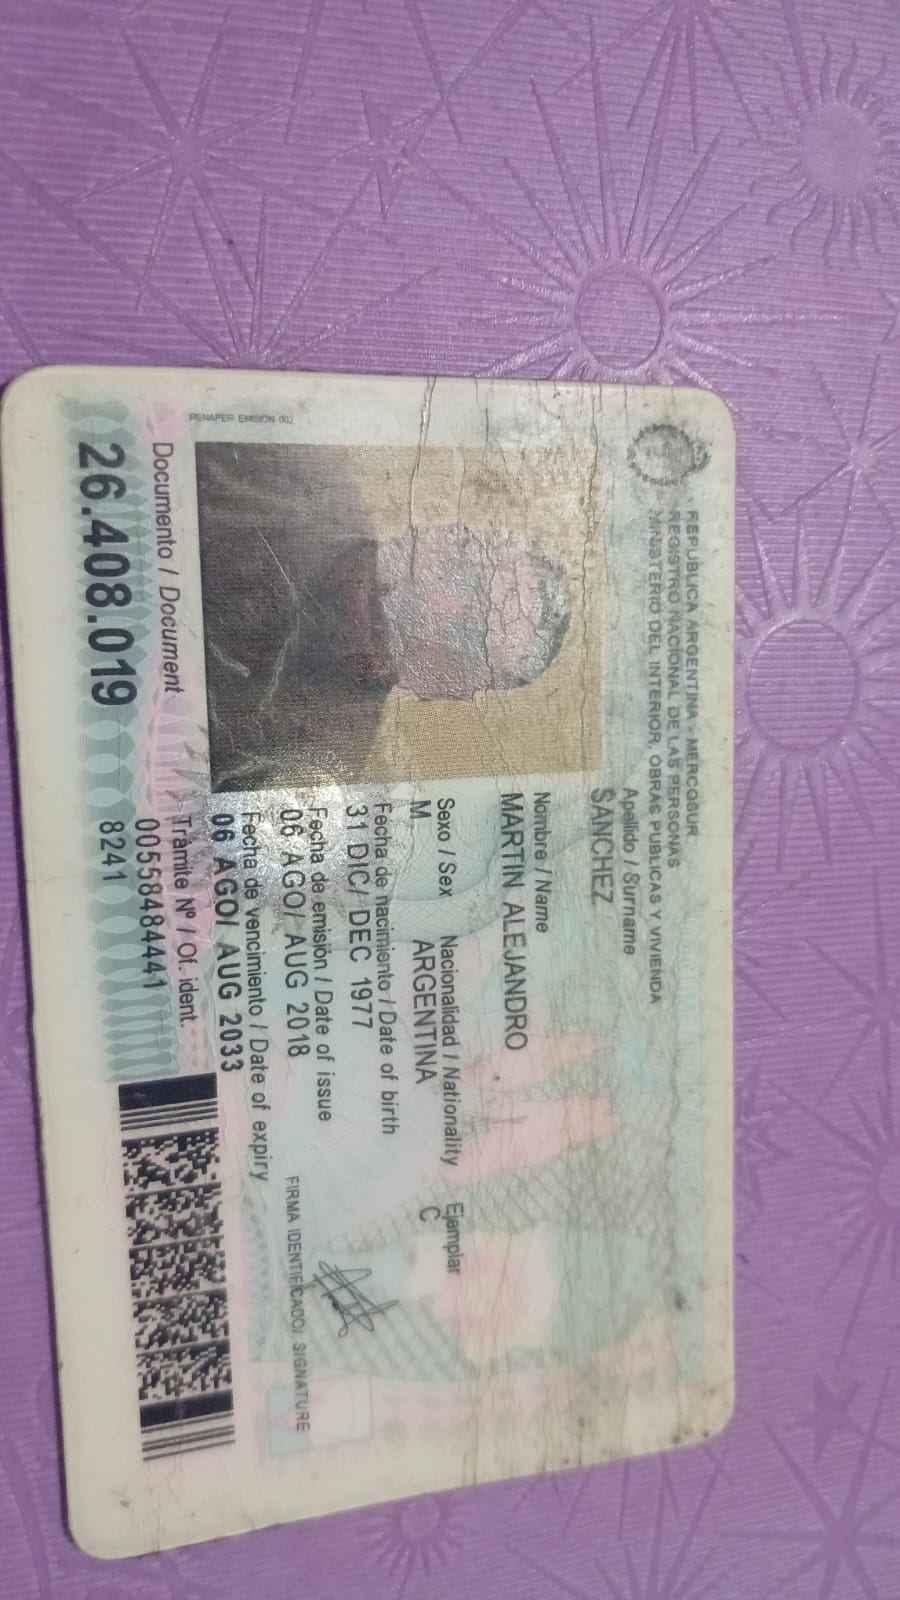 REPUBLICA ARGENTINA - MERCOSUR
REGISTRO NACIONAL DE LAS PERSONAS
MINISTERIO DEL INTERIOR, OBRAS PUBLICAS Y VIVIENDA
Apellido / Surname
SANCHEZ
Nombre / Name
MARTIN ALEJANDRO
Sexo / Sex Nacionalidad / Nationality Ejemplar
M ARGENTINA C
Fecha de nacimiento / Date of birth
31 DIC/ DEC 1977
Fecha de emisión / Date of issue
06 AGO/ AUG 2018
Fecha de vencimiento / Date of expiry
06 AGO/ AUG 2033
FIRMA IDENTIFICADO/ SIGNATURE
RENAPER EMISION 002
Documento / Document
26.408.019
Trámite Nº / Of. ident.
00558484441
8241